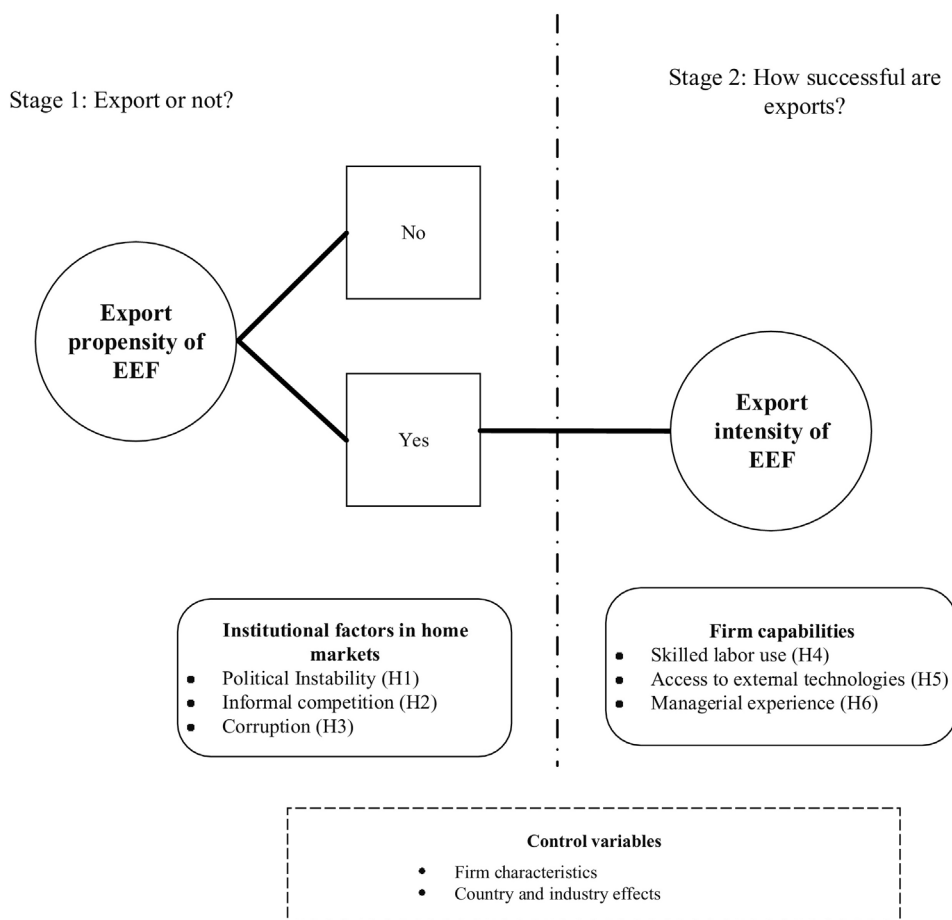 Stage 1: Export or not?
Stage 2: How successful are
exports?
No
Export
propensity of
EEF
Yes
Export
intensity of
EEF
Institutional factors in home
markets
• Political Instability (H1)
• Informal competition (H2)
• Corruption (H3)
Firm capabilities
• Skilled labor use (H4)
• Access to external technologies (H5)
• Managerial experience (H6)
Control variables
• Firm characteristics
• Country and industry effects